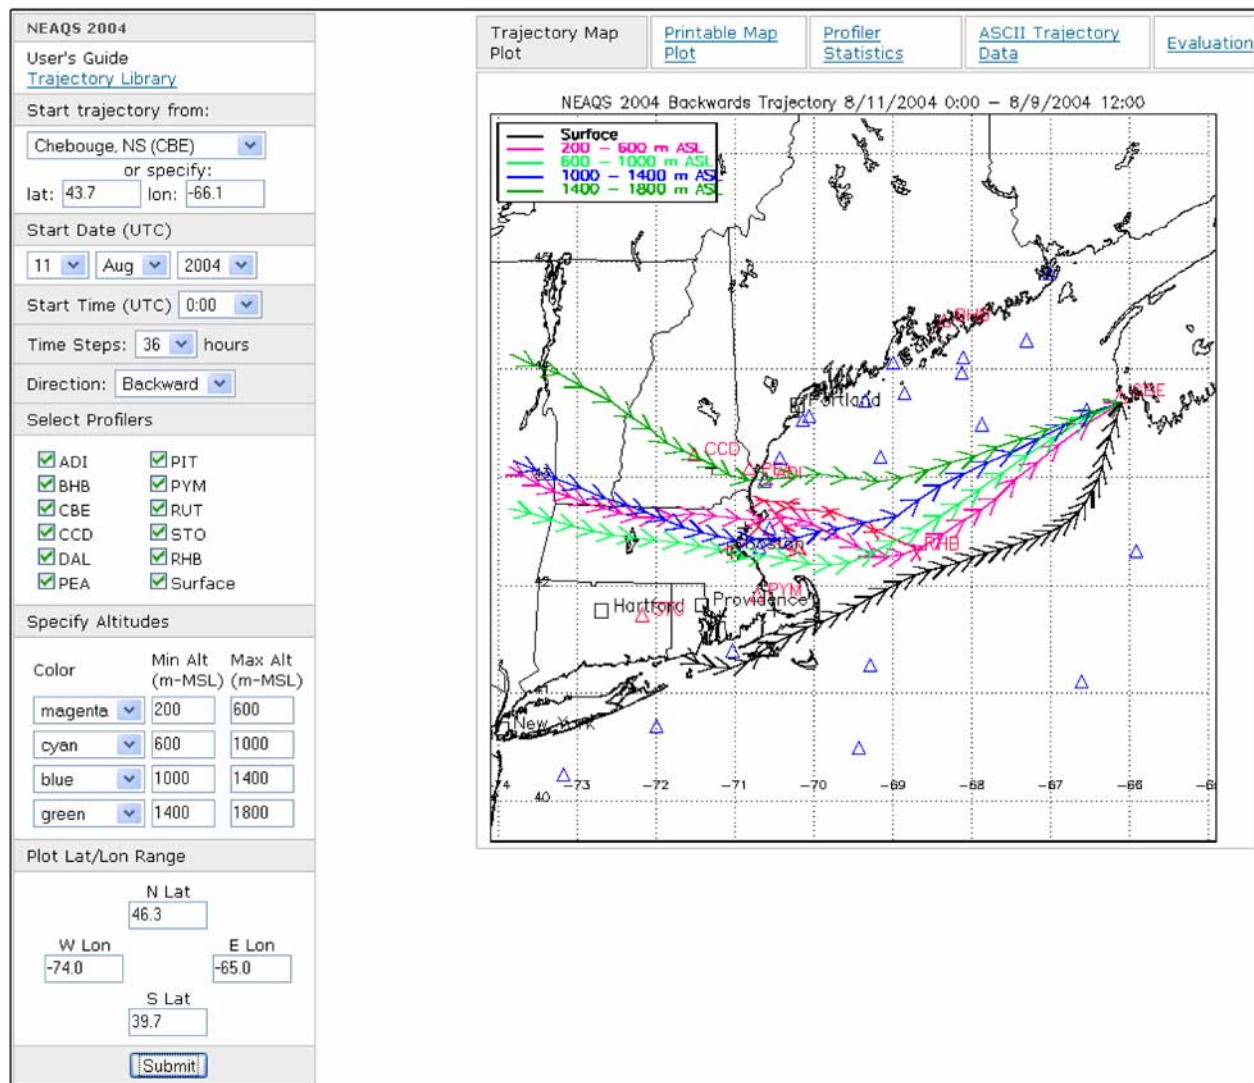 NEAQS 2004
User's Guide
Trajectory Library
Start trajectory from:
Chebouge, NS (CBE)
or specify:
lat: 43.7 lon: -66.1
Start Date (UTC)
11 Aug 2004
Start Time (UTC) 0:00
Time Steps: 36 hours
Direction: Backward
Select Profilers
ADI PIT
BHB PYM
CBE RUT
CCD STO
DAL RHB
PEA Surface
Specify Altitudes
Color Min Alt (m-MSL) Max Alt (m-MSL)
magenta 200 600
cyan 600 1000
blue 1000 1400
green 1400 1800
Plot Lat/Lon Range
N Lat
46.3
W Lon E Lon
-74.0 -65.0
S Lat
39.7
Submit
Trajectory Map Plot
Printable Map Plot
Profiler Statistics
ASCII Trajectory Data
Evaluation
NEAQS 2004 Backwards Trajectory 8/11/2004 0:00 – 8/9/2004 12:00
Surface
200 – 600 m ASL
600 – 1000 m ASL
1000 – 1400 m ASL
1400 – 1800 m ASL
BHB
CBE
Portland
CCD
RHB
Boston
PYM
Hartford
STO
Providence
42
41
New York
-73 -72 -71 -70 -69 -68 -67 -66
40